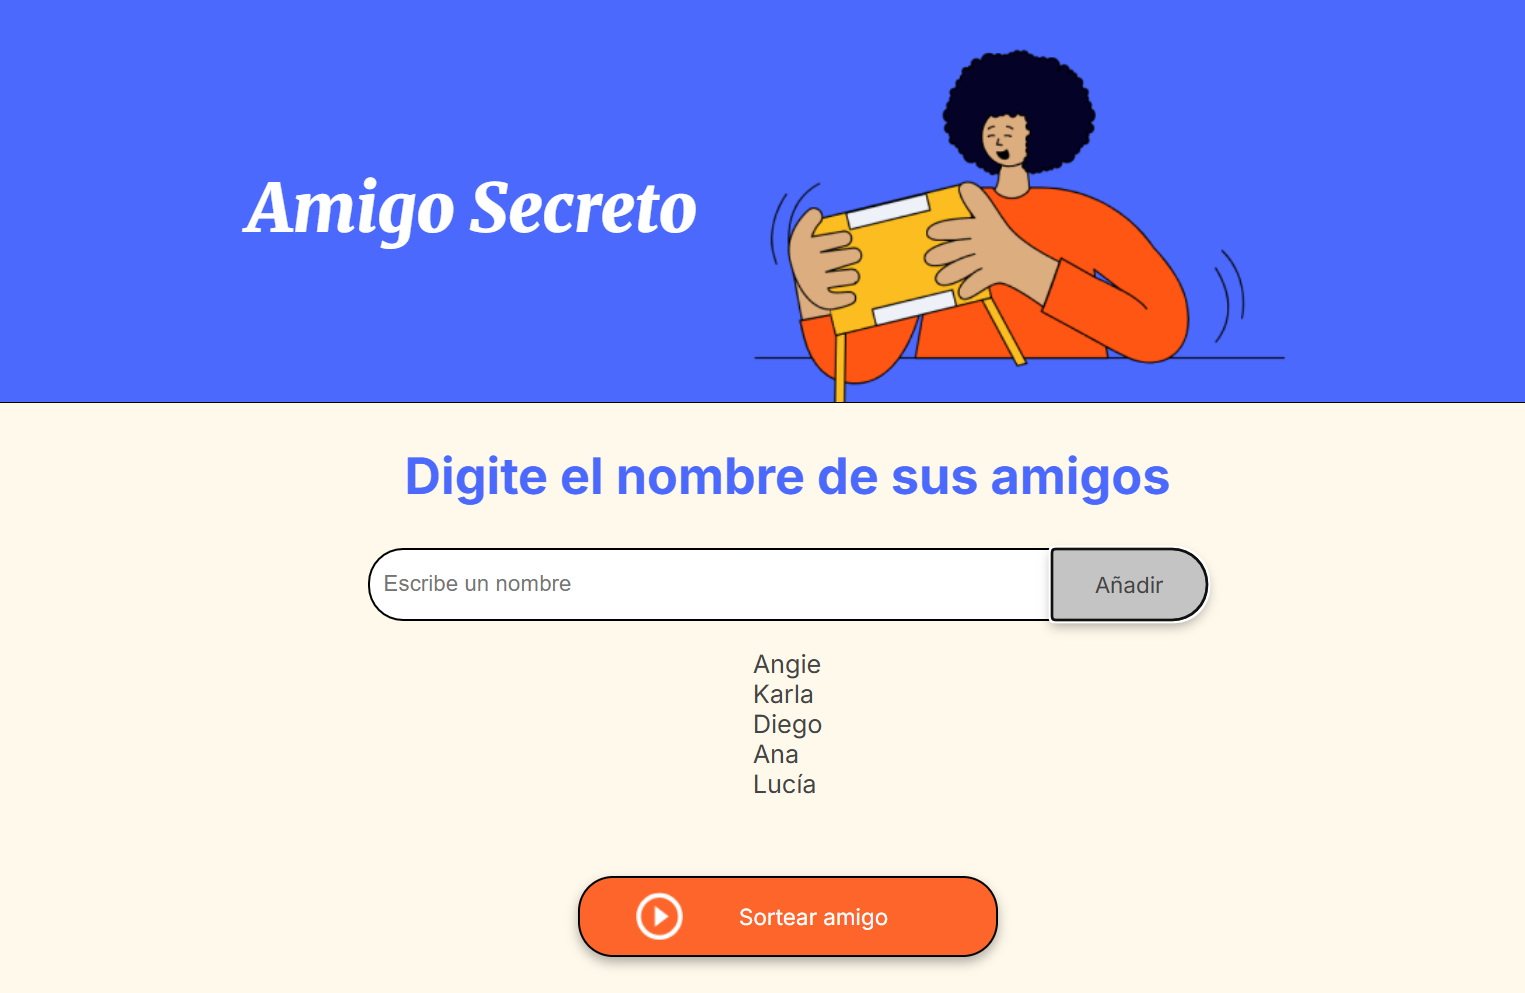 Amigo Secreto
Digite el nombre de sus amigos
Escribe un nombre
Añadir
Angie
Karla
Diego
Ana
Lucía
Sortear amigo